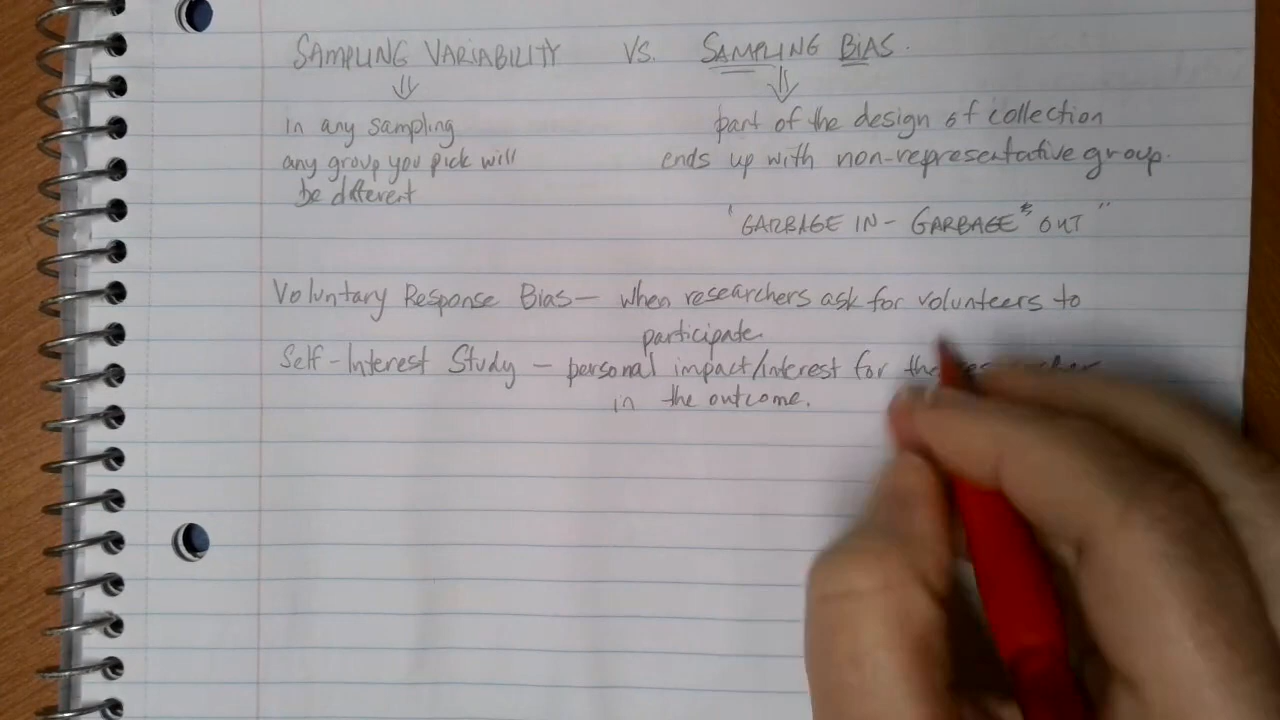 SAMPLING VARIABILITY VS. SAMPLING BIAS.
in any sampling
any group you pick will
be different
part of the design of collection
ends up with non-representative group.
"GARBAGE IN - GARBAGE OUT"
Voluntary Response Bias — when researchers ask for volunteers to
participate
Self-Interest Study — personal impact/interest for the
in the outcome.